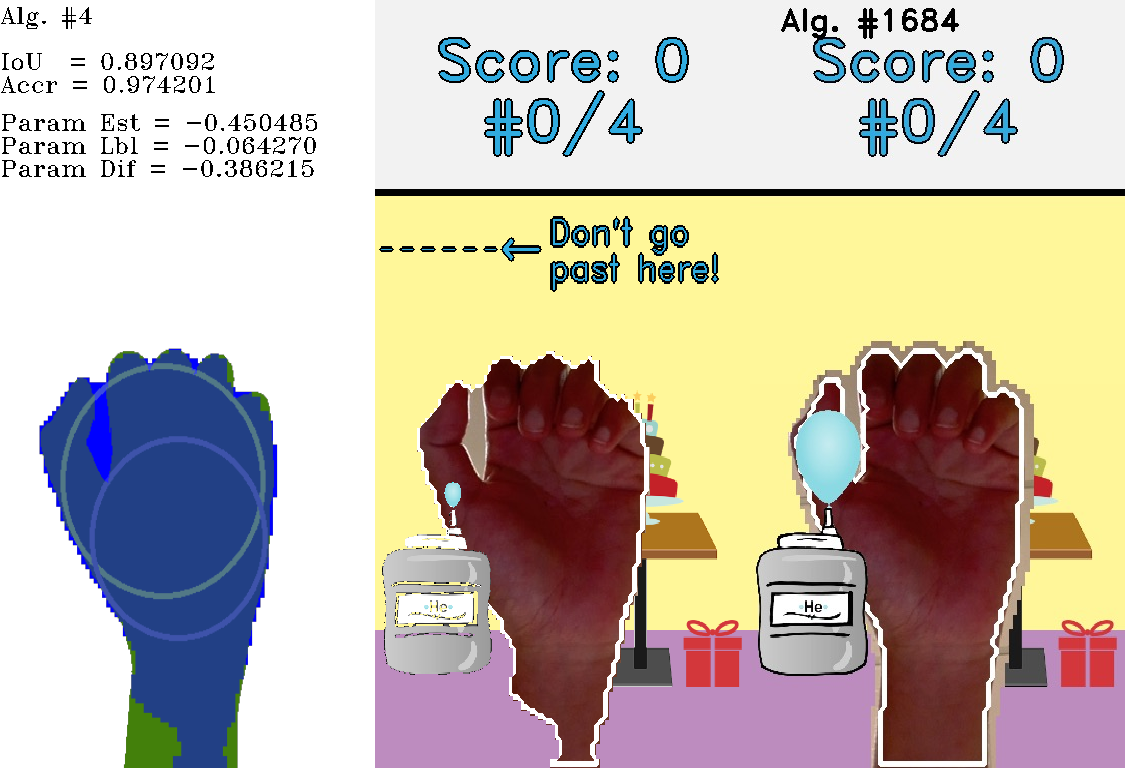 Alg. #4
IoU = 0.897092
Accr = 0.974201
Param Est = −0.450485
Param Lbl = −0.064270
Param Dif = −0.386215
Score: 0
#0/4
Alg. #1684
Score: 0
#0/4
Don't go
past here!
He
He